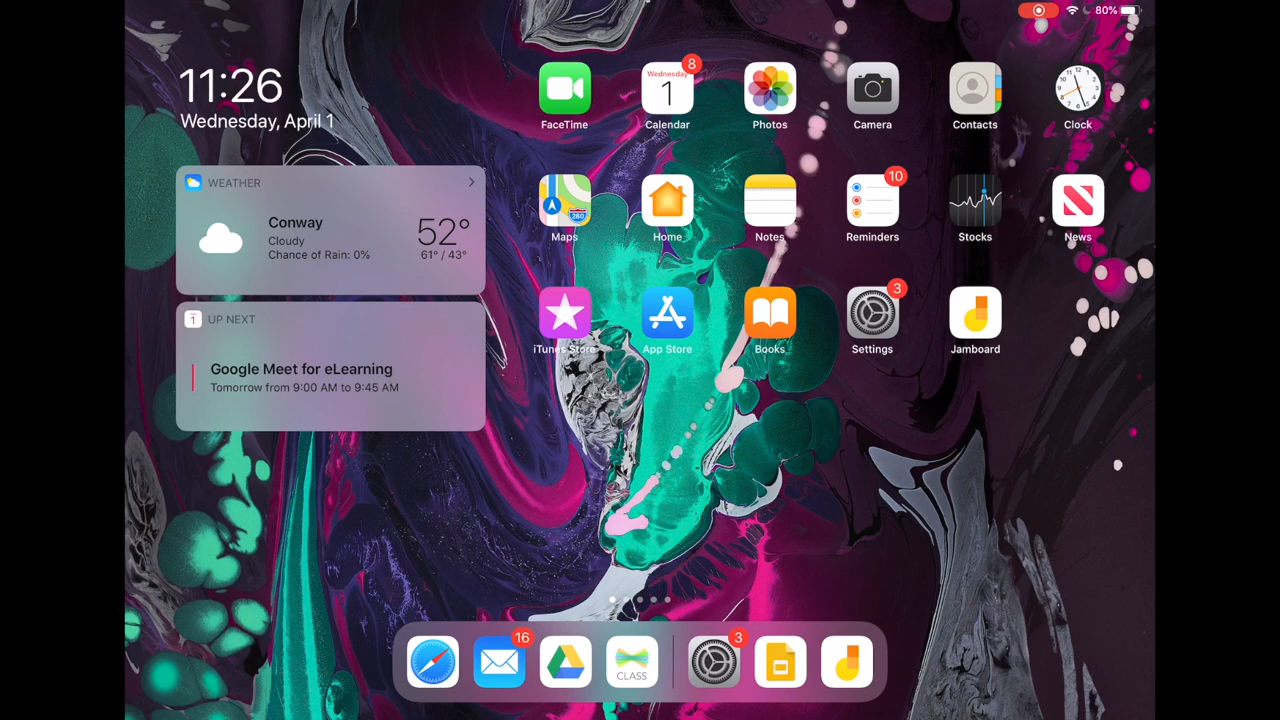 80%
11:26
Wednesday, April 1
WEATHER
Conway
Cloudy
Chance of Rain: 0%
52°
61° / 43°
1
UP NEXT
Google Meet for eLearning
Tomorrow from 9:00 AM to 9:45 AM
8
Wednesday
1
FaceTime
Calendar
Photos
Camera
Contacts
Clock
10
280
Maps
Home
Notes
Reminders
Stocks
News
3
iTunes Store
App Store
Books
Settings
Jamboard
16
3
CLASS